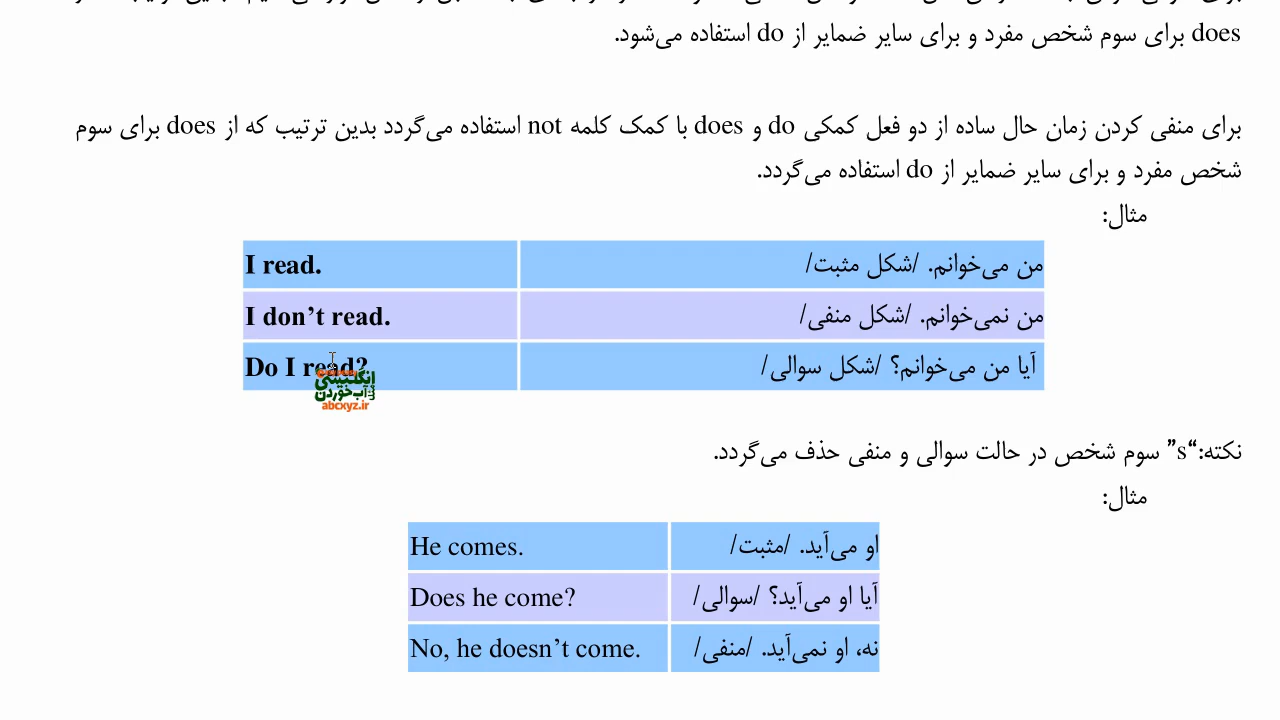 does برای سوم شخص مفرد و برای سایر ضمایر از do استفاده می‌شود.
برای منفی کردن زمان حال ساده از دو فعل کمکی do و does با کمک کلمه not استفاده می‌گردد بدین ترتیب که از does برای سوم
شخص مفرد و برای سایر ضمایر از do استفاده می‌گردد.
مثال:
I read. من می‌خوانم. /شکل مثبت/
I don’t read. من نمی‌خوانم. /شکل منفی/
Do I read? آیا من می‌خوانم؟ /شکل سوالی/
انگلیسی
آب خوردن
abcxyz.ir
نکته:“s” سوم شخص در حالت سوالی و منفی حذف می‌گردد.
مثال:
He comes. او می‌آید. /مثبت/
Does he come? آیا او می‌آید؟ /سوالی/
No, he doesn’t come. نه، او نمی‌آید. /منفی/